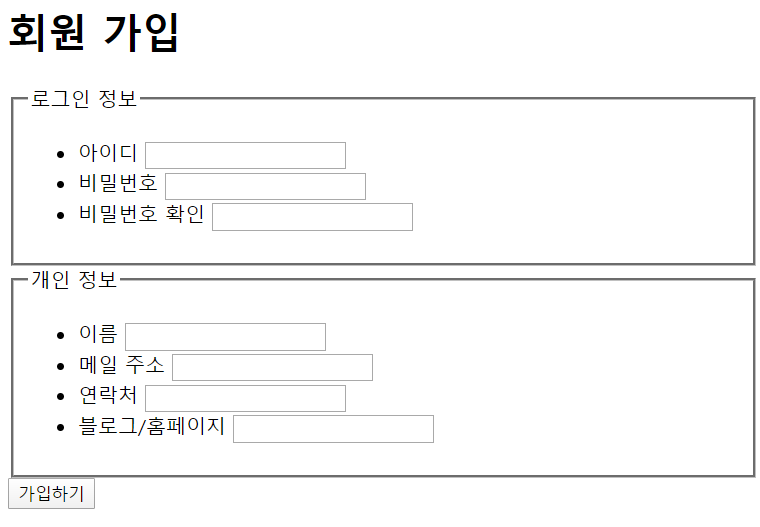 회원 가입
로그인 정보
아이디
비밀번호
비밀번호 확인
개인 정보
이름
메일 주소
연락처
블로그/홈페이지
가입하기